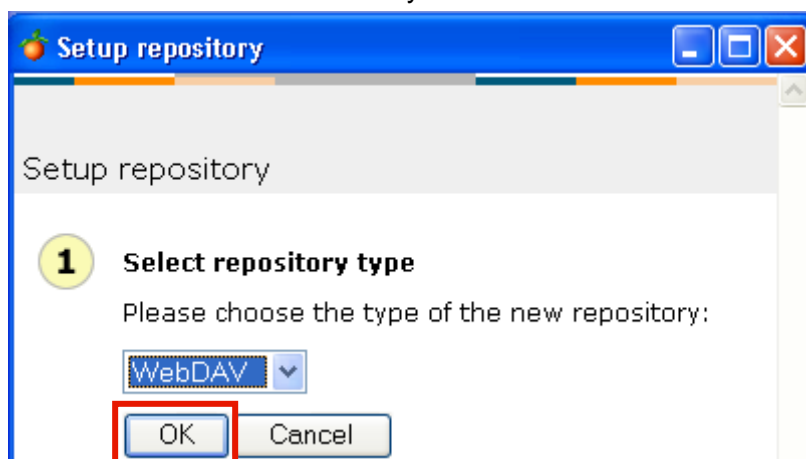 Setup repository
Setup repository
1 Select repository type
Please choose the type of the new repository:
WebDAV
OK Cancel